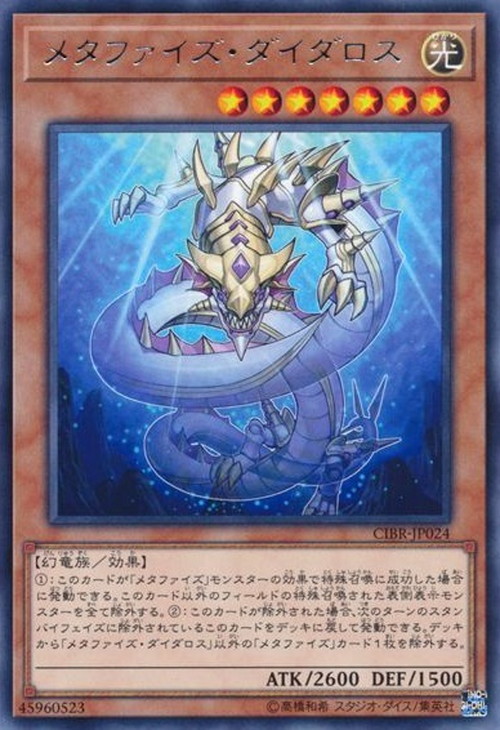 メタファイズ・ダイダロス
光
CIBR-JP024
【幻竜族／効果】
①：このカードが「メタファイズ」モンスターの効果で特殊召喚に成功した場合
に発動できる。このカード以外のフィールドの特殊召喚された表側表示モン
スターを全て除外する。②：このカードが除外された場合、次のターンのスタン
バイフェイズに除外されているこのカードをデッキに戻して発動できる。デッキ
から「メタファイズ・ダイダロス」以外の「メタファイズ」カード１枚を除外する。
ATK/2600 DEF/1500
45960523 ©高橋和希 スタジオ・ダイス/集英社